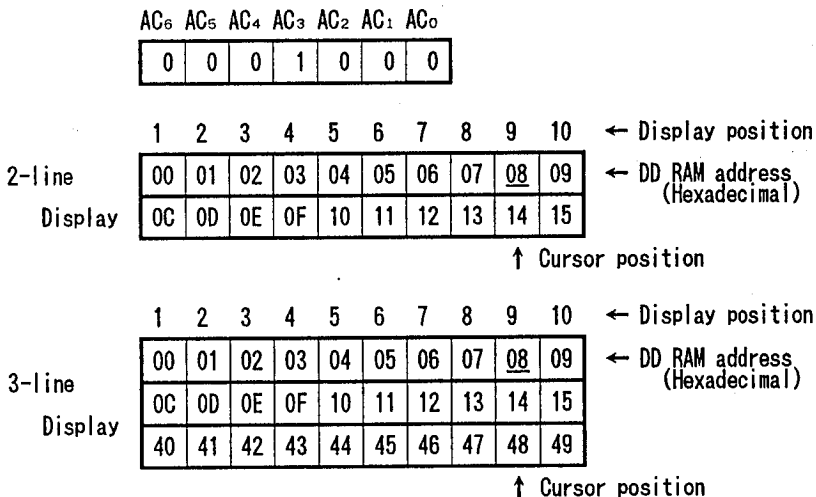 AC₆ AC₅ AC₄ AC₃ AC₂ AC₁ AC₀
0 0 0 1 0 0 0
1 2 3 4 5 6 7 8 9 10 ← Display position
2-line 00 01 02 03 04 05 06 07 08 09 ← DD RAM address
(Hexadecimal)
Display 0C 0D 0E 0F 10 11 12 13 14 15
↑ Cursor position
1 2 3 4 5 6 7 8 9 10 ← Display position
00 01 02 03 04 05 06 07 08 09 ← DD RAM address
(Hexadecimal)
3-line
0C 0D 0E 0F 10 11 12 13 14 15
Display
40 41 42 43 44 45 46 47 48 49
↑ Cursor position